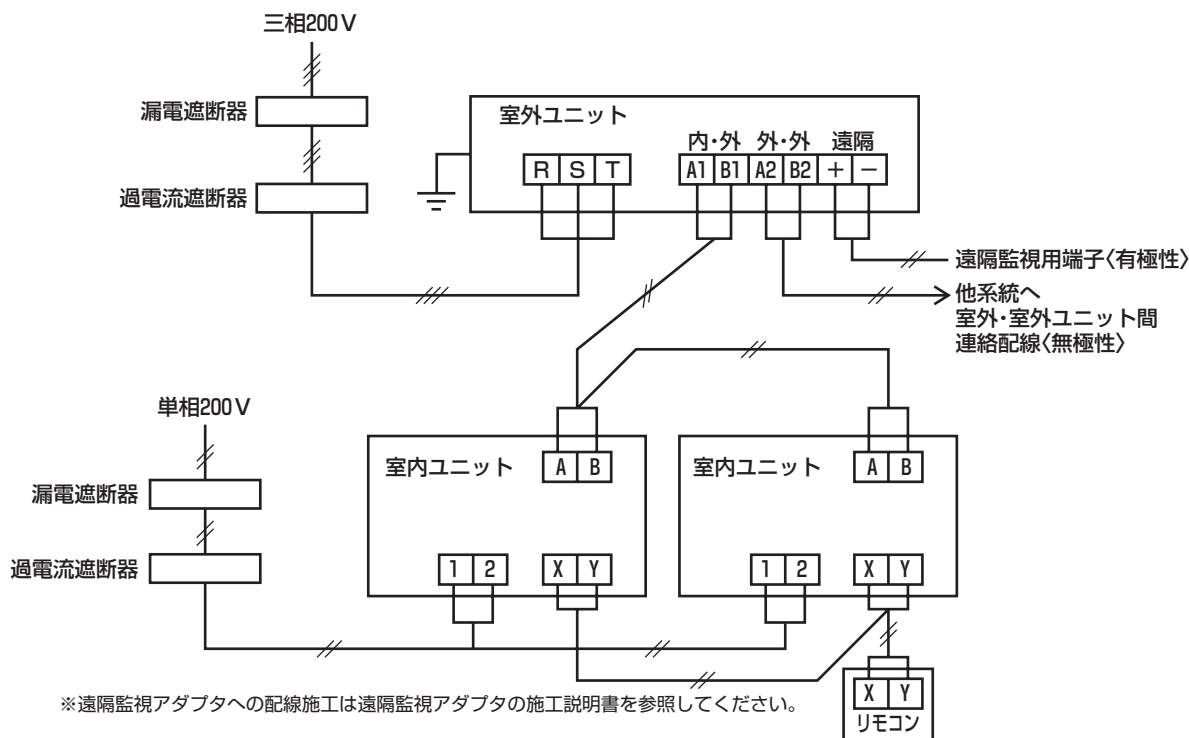 三相200V
漏電遮断器
過電流遮断器
室外ユニット
内・外 外・外 遠隔
R S T
A1 B1 A2 B2 + −
遠隔監視用端子〈有極性〉
他系統へ
室外・室外ユニット間
連絡配線〈無極性〉
単相200V
漏電遮断器
過電流遮断器
室内ユニット
A B
1 2
X Y
室内ユニット
A B
1 2
X Y
X Y
リモコン
※遠隔監視アダプタへの配線施工は遠隔監視アダプタの施工説明書を参照してください。